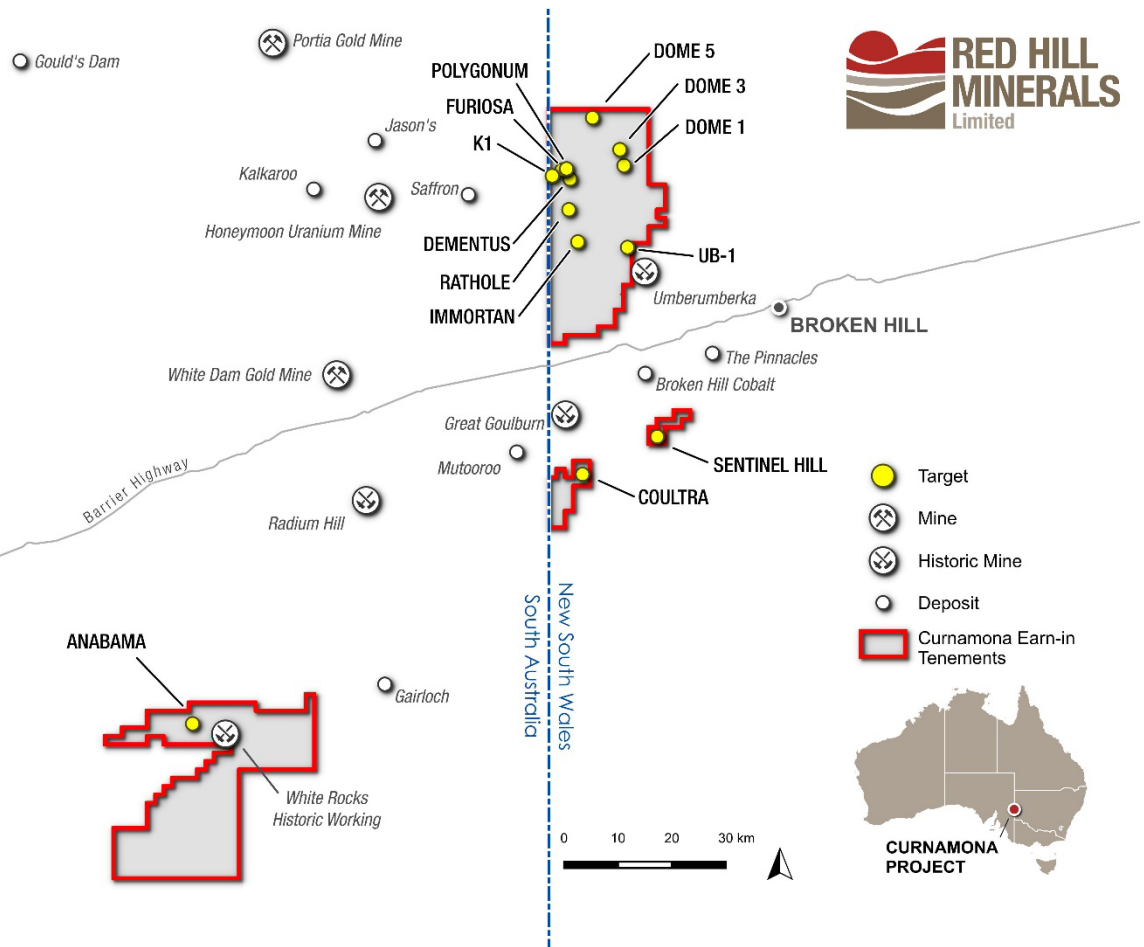 Gould's Dam
Portia Gold Mine
DOME 5
POLYGONUM
DOME 3
FURIOSA
DOME 1
K1
RED HILL
MINERALS
Limited
Jason's
Kalkaroo
Saffron
Honeymoon Uranium Mine
DEMENTUS
RATHOLE
UB-1
IMMORTAN
Umberumberka
BROKEN HILL
The Pinnacles
White Dam Gold Mine
Broken Hill Cobalt
Great Goulburn
Mutooroo
SENTINEL HILL
COULTRA
Barrier Highway
Radium Hill
Target
Mine
Historic Mine
Deposit
Curnamona Earn-in
Tenements
South Australia
New South Wales
ANABAMA
Gairloch
White Rocks
Historic Working
0 10 20 30 km
CURNAMONA
PROJECT